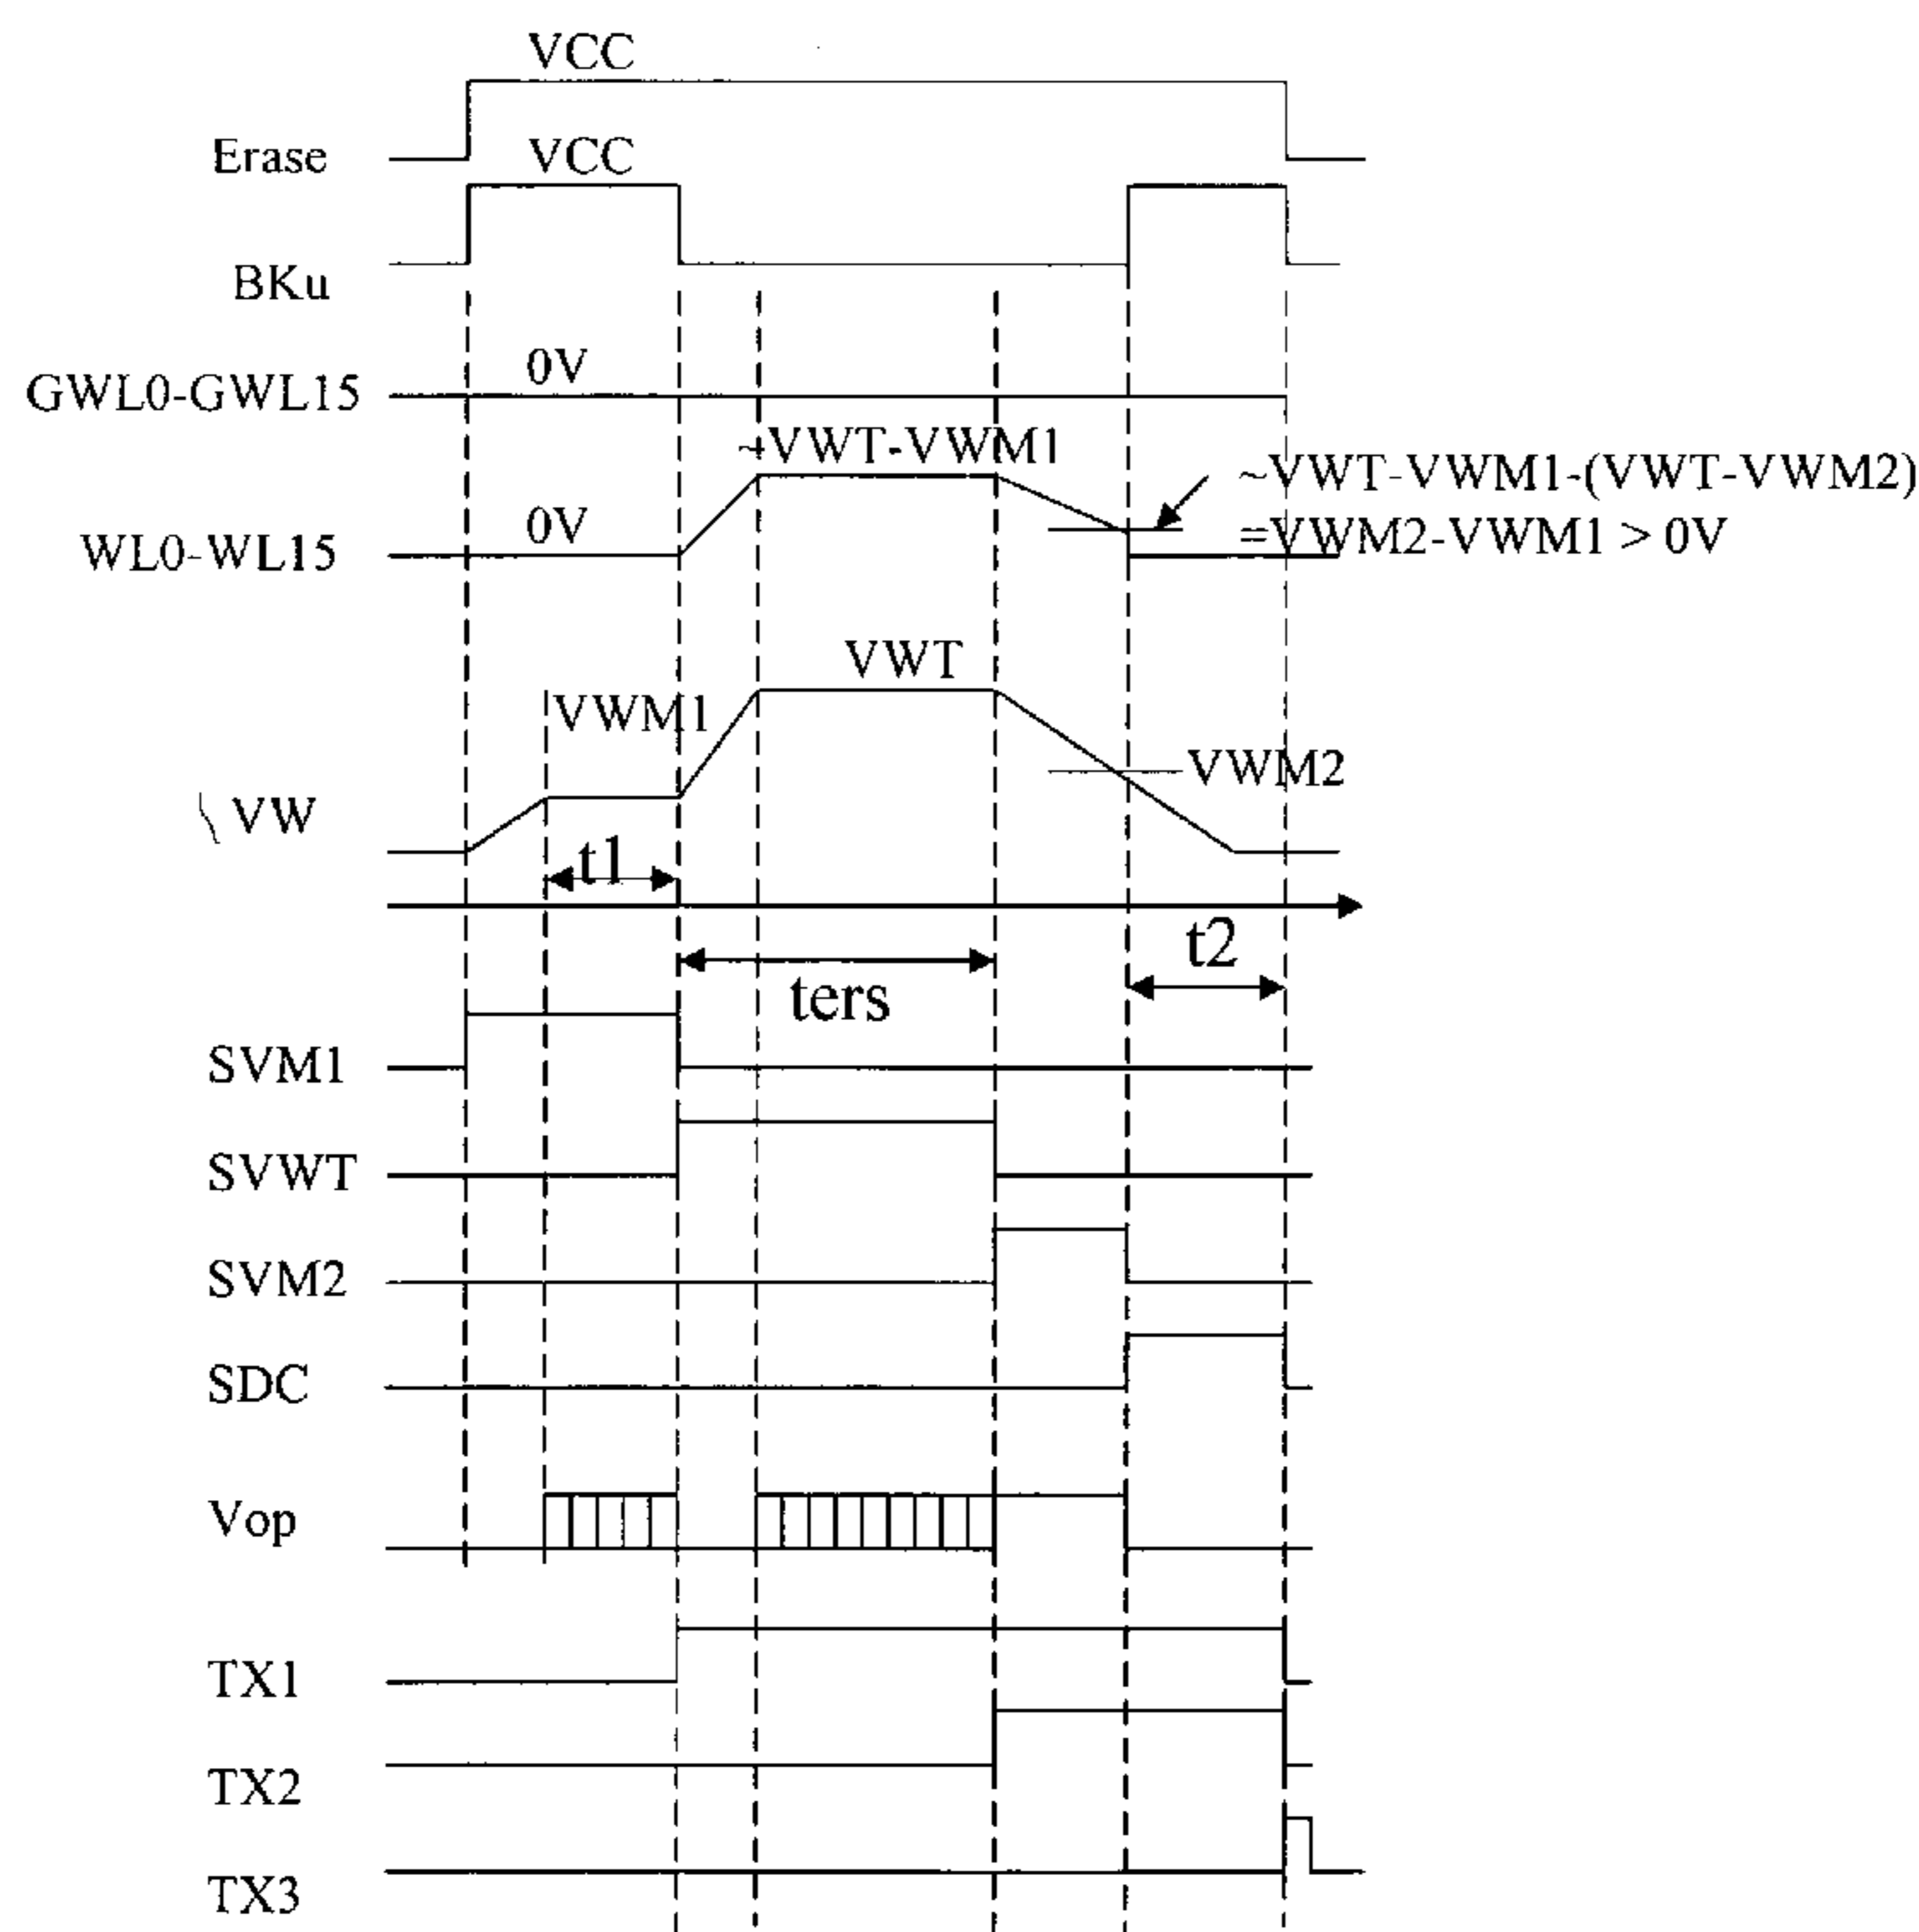 VCC
Erase
VCC
BKu
0V
GWL0-GWL15
~VWT-VWM1
~VWT-VWM1-(VWT-VWM2)
0V
=VWM2-VWM1 > 0V
WL0-WL15
VWT
VWM1
VWM2
VW
t1
t2
ters
SVM1
SVWT
SVM2
SDC
Vop
TX1
TX2
TX3